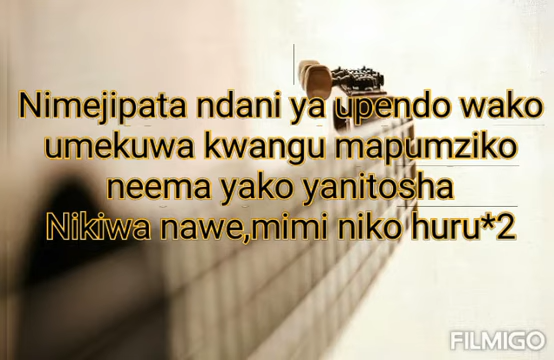 Nimejipata ndani ya upendo wako
umekuwa kwangu mapumziko
neema yako yanitosha
Nikiwa nawe,mimi niko huru*2
FILMIGO